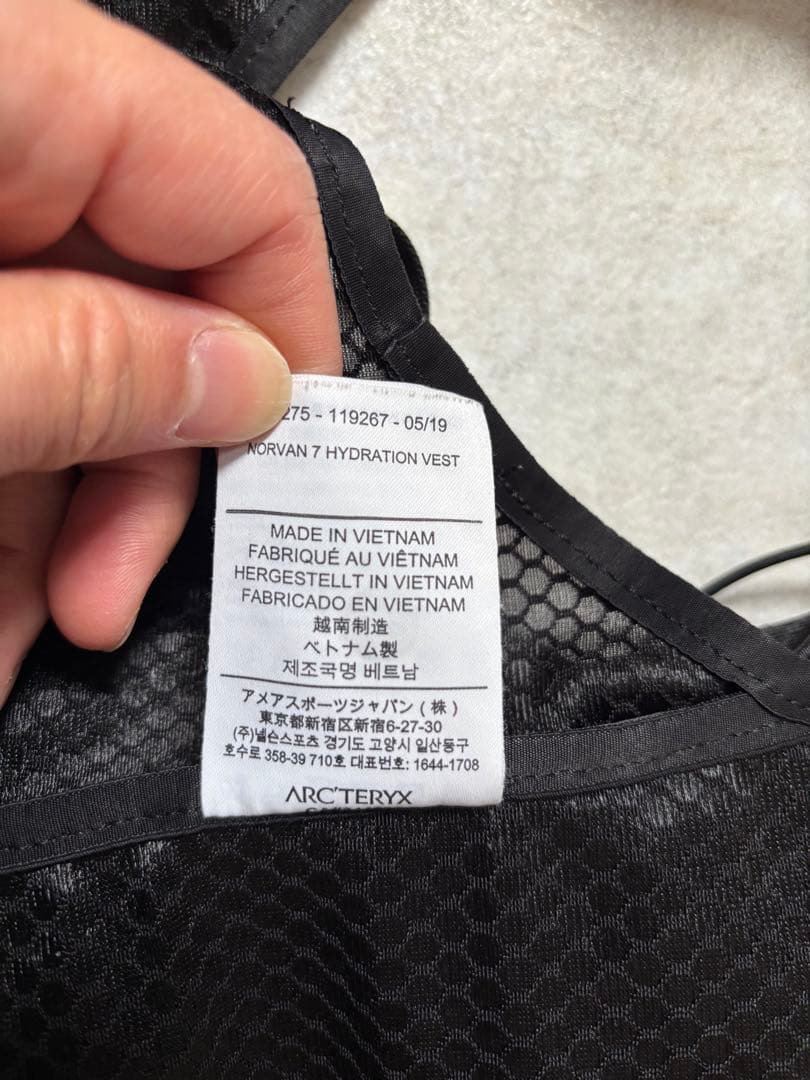 275 - 119267 - 05/19
NORVAN 7 HYDRATION VEST
MADE IN VIETNAM
FABRIQUÉ AU VIÊTNAM
HERGESTELLT IN VIETNAM
FABRICADO EN VIETNAM
越南制造
ベトナム製
제조국명 베트남
アメアスポーツジャパン(株)
東京都新宿区新宿6-27-30
(주)넬슨스포츠 경기도 고양시 일산동구
호수로 358-39 710호 대표번호: 1644-1708
ARC'TERYX